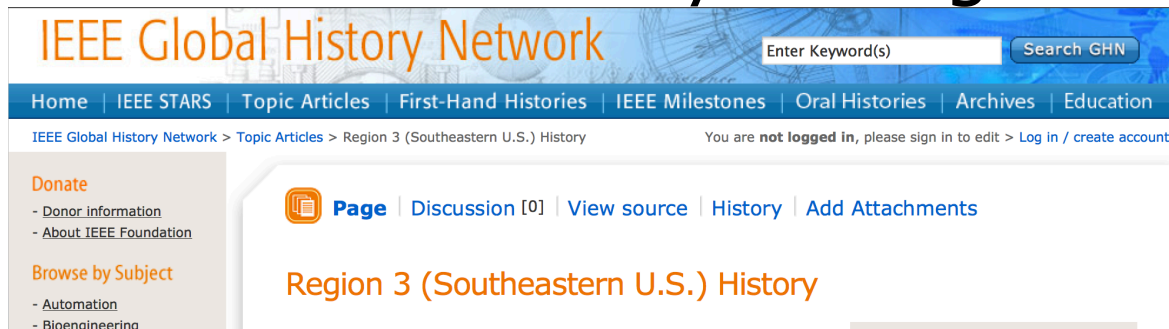 IEEE Global History Network
Enter Keyword(s)
Search GHN
Home | IEEE STARS | Topic Articles | First-Hand Histories | IEEE Milestones | Oral Histories | Archives | Education
IEEE Global History Network > Topic Articles > Region 3 (Southeastern U.S.) History
You are not logged in, please sign in to edit > Log in / create account
Donate
- Donor information
- About IEEE Foundation
Browse by Subject
- Automation
- Bioengineering
Page | Discussion [0] | View source | History | Add Attachments
Region 3 (Southeastern U.S.) History